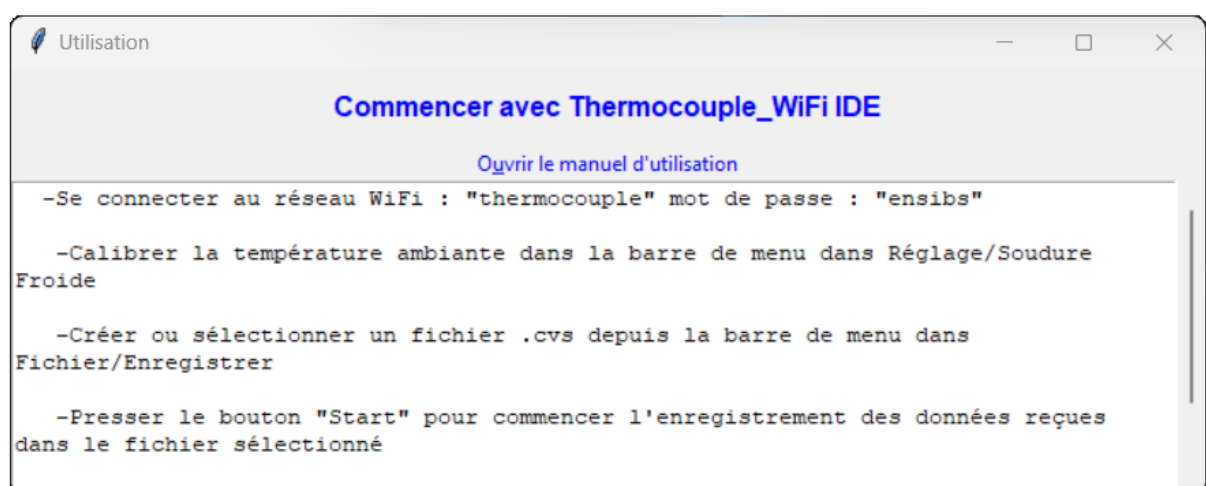 Utilisation
Commencer avec Thermocouple_WiFi IDE
Ouvrir le manuel d'utilisation
-Se connecter au réseau WiFi : "thermocouple" mot de passe : "ensibs"
-Calibrer la température ambiante dans la barre de menu dans Réglage/Soudure
Froide
-Créer ou sélectionner un fichier .cvs depuis la barre de menu dans
Fichier/Enregistrer
-Presser le bouton "Start" pour commencer l'enregistrement des données reçues
dans le fichier sélectionné